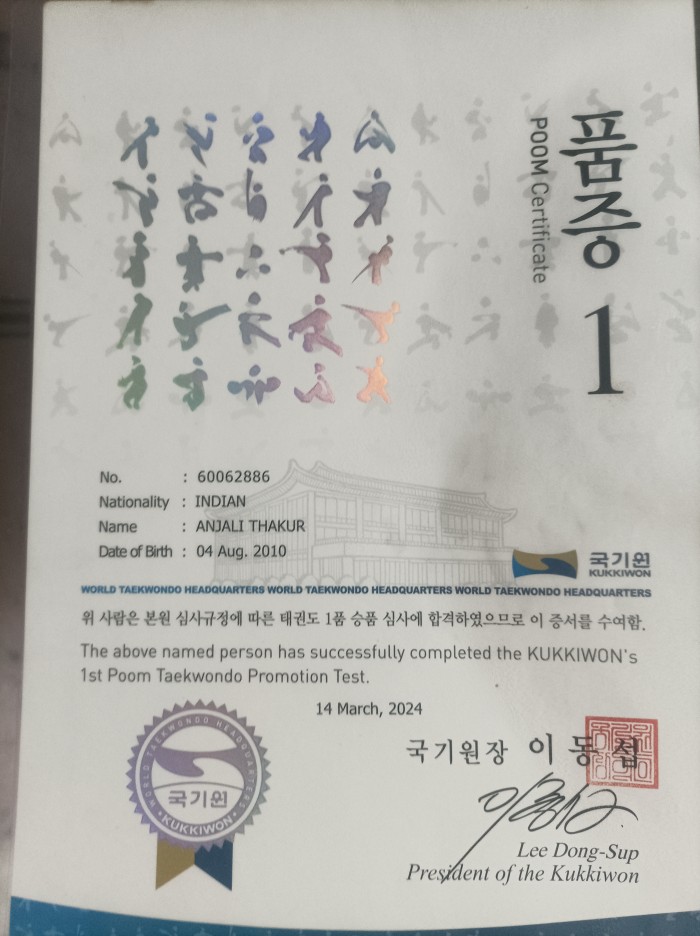 품증
POOM Certificate
1
No. : 60062886
Nationality : INDIAN
Name : ANJALI THAKUR
Date of Birth : 04 Aug. 2010
국기원
KUKKIWON
WORLD TAEKWONDO HEADQUARTERS WORLD TAEKWONDO HEADQUARTERS WORLD TAEKWONDO HEADQUARTERS
위 사람은 본원 심사규정에 따른 태권도 1품 승품 심사에 합격하였으므로 이 증서를 수여함.
The above named person has successfully completed the KUKKIWON's
1st Poom Taekwondo Promotion Test.
14 March, 2024
국기원장 이동섭
WORLD TAEKWONDO HEADQUARTERS
국기원
KUKKIWON
Lee Dong-Sup
President of the Kukkiwon